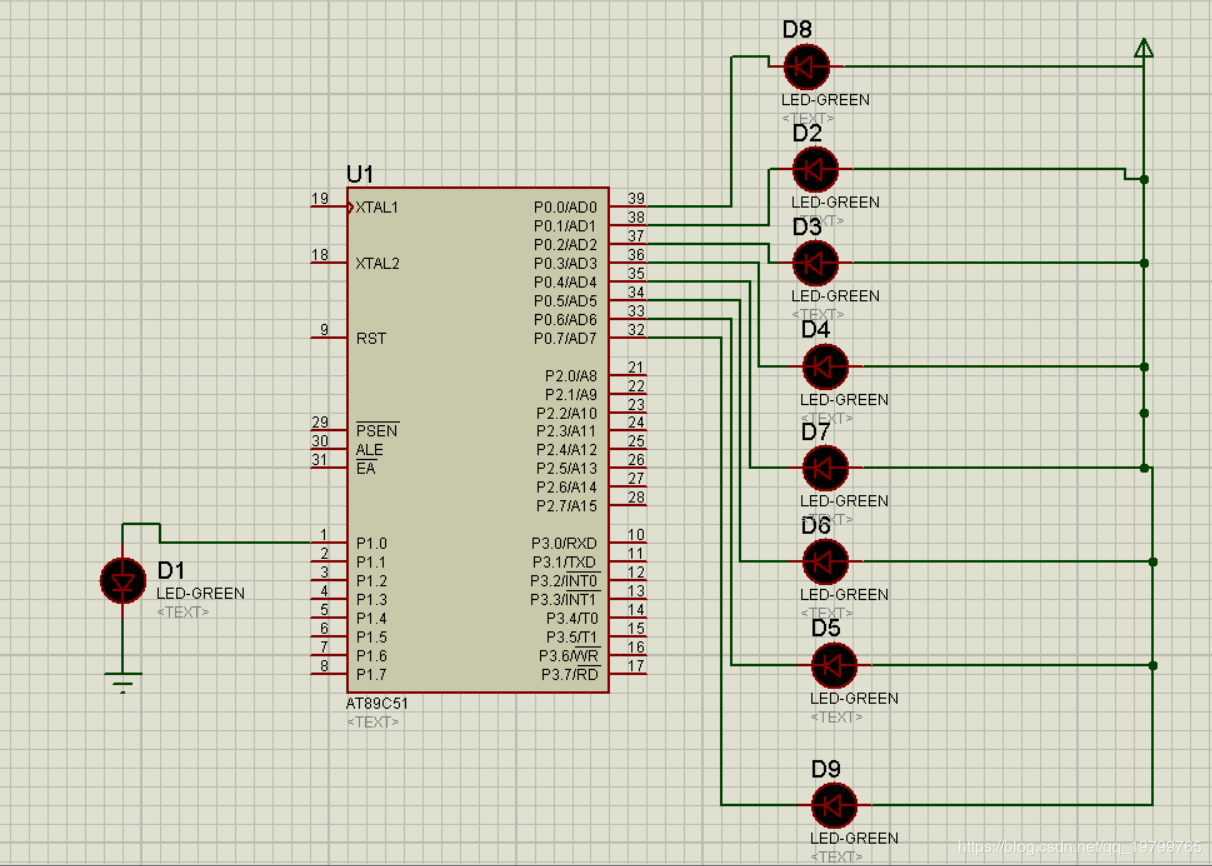 D8
LED-GREEN
<TEXT>
D2
LED-GREEN
<TEXT>
D3
LED-GREEN
<TEXT>
D4
LED-GREEN
<TEXT>
D7
LED-GREEN
<TEXT>
D6
LED-GREEN
<TEXT>
D5
LED-GREEN
<TEXT>
D9
LED-GREEN
<TEXT>
U1
19 XTAL1 P0.0/AD0 39
P0.1/AD1 38
P0.2/AD2 37
18 XTAL2 P0.3/AD3 36
P0.4/AD4 35
P0.5/AD5 34
P0.6/AD6 33
9 RST P0.7/AD7 32
P2.0/A8 21
P2.1/A9 22
P2.2/A10 23
29 PSEN P2.3/A11 24
30 ALE P2.4/A12 25
31 EA P2.5/A13 26
P2.6/A14 27
P2.7/A15 28
1 P1.0 P3.0/RXD 10
2 P1.1 P3.1/TXD 11
3 P1.2 P3.2/INT0 12
4 P1.3 P3.3/INT1 13
5 P1.4 P3.4/T0 14
6 P1.5 P3.5/T1 15
7 P1.6 P3.6/WR 16
8 P1.7 P3.7/RD 17
AT89C51
<TEXT>
D1
LED-GREEN
<TEXT>
https://blog.csdn.net/qq_19799765